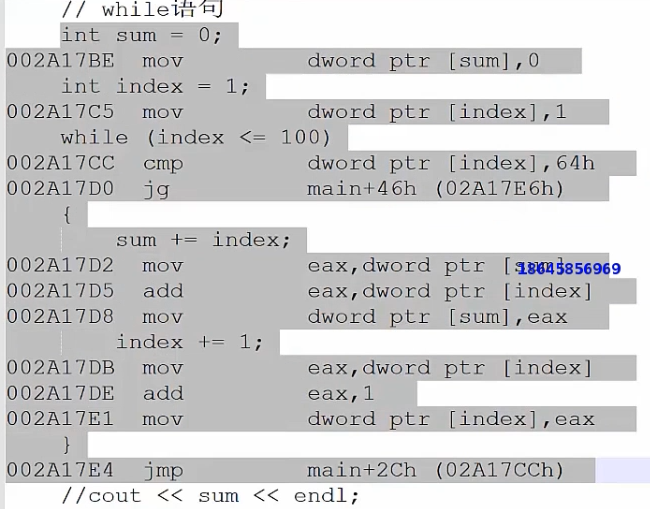 // while语句
int sum = 0;
002A17BE mov dword ptr [sum],0
int index = 1;
002A17C5 mov dword ptr [index],1
while (index <= 100)
002A17CC cmp dword ptr [index],64h
002A17D0 jg main+46h (02A17E6h)
{
sum += index;
002A17D2 mov eax,dword ptr [sum]
18645856969
002A17D5 add eax,dword ptr [index]
002A17D8 mov dword ptr [sum],eax
index += 1;
002A17DB mov eax,dword ptr [index]
002A17DE add eax,1
002A17E1 mov dword ptr [index],eax
}
002A17E4 jmp main+2Ch (02A17CCh)
//cout << sum << endl;